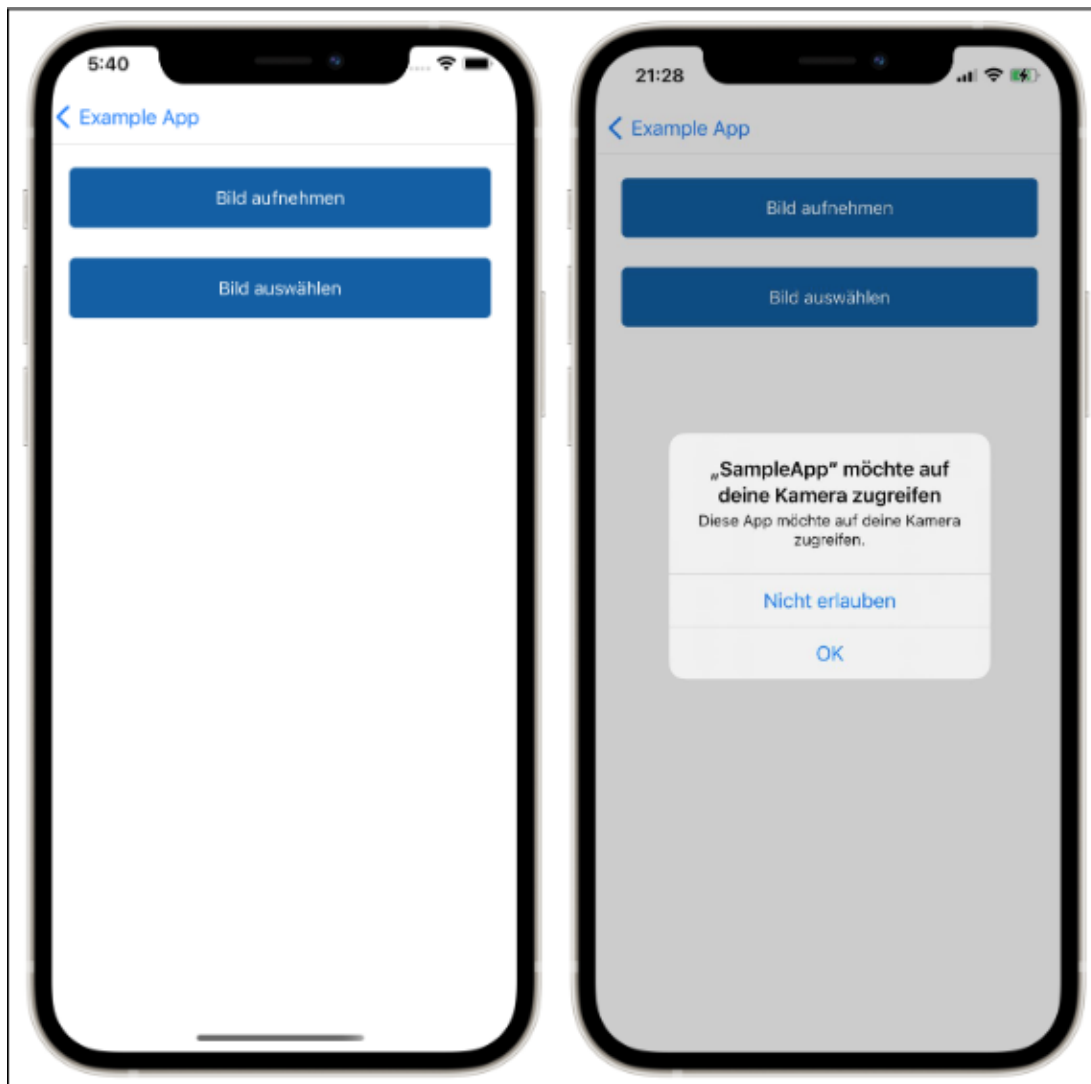 5:40
Example App
Bild aufnehmen
Bild auswählen
21:28
Example App
Bild aufnehmen
Bild auswählen
„SampleApp“ möchte auf
deine Kamera zugreifen
Diese App möchte auf deine Kamera
zugreifen.
Nicht erlauben
OK